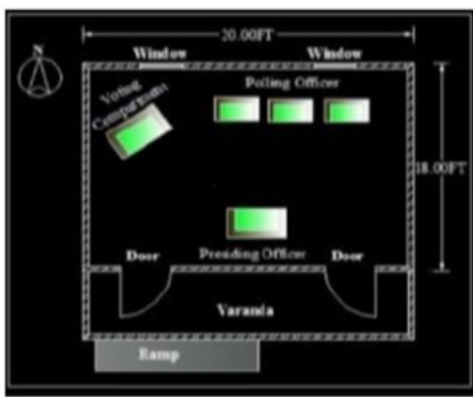 20.00FT
N
Window
Window
Voting
Compartment
Polling Officer
18.00FT
Door
Presiding Officer
Door
Varanda
Ramp